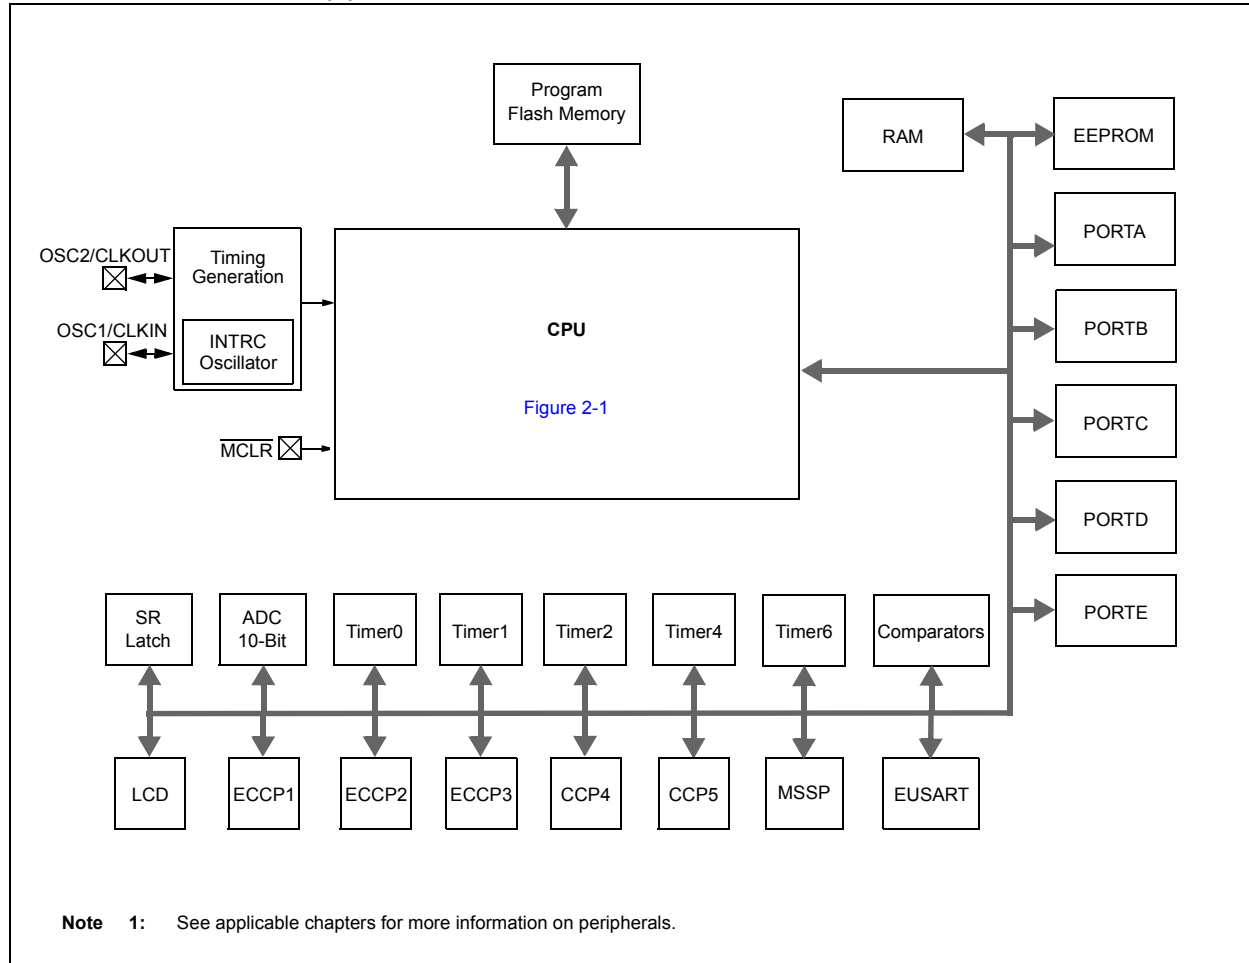 Program
Flash Memory
RAM
EEPROM
PORTA
OSC2/CLKOUT
Timing
Generation
OSC1/CLKIN
INTRC
Oscillator
CPU
PORTB
Figure 2-1
PORTC
MCLR
PORTD
SR
Latch
ADC
10-Bit
Timer0
Timer1
Timer2
Timer4
Timer6
Comparators
PORTE
LCD
ECCP1
ECCP2
ECCP3
CCP4
CCP5
MSSP
EUSART
Note 1: See applicable chapters for more information on peripherals.